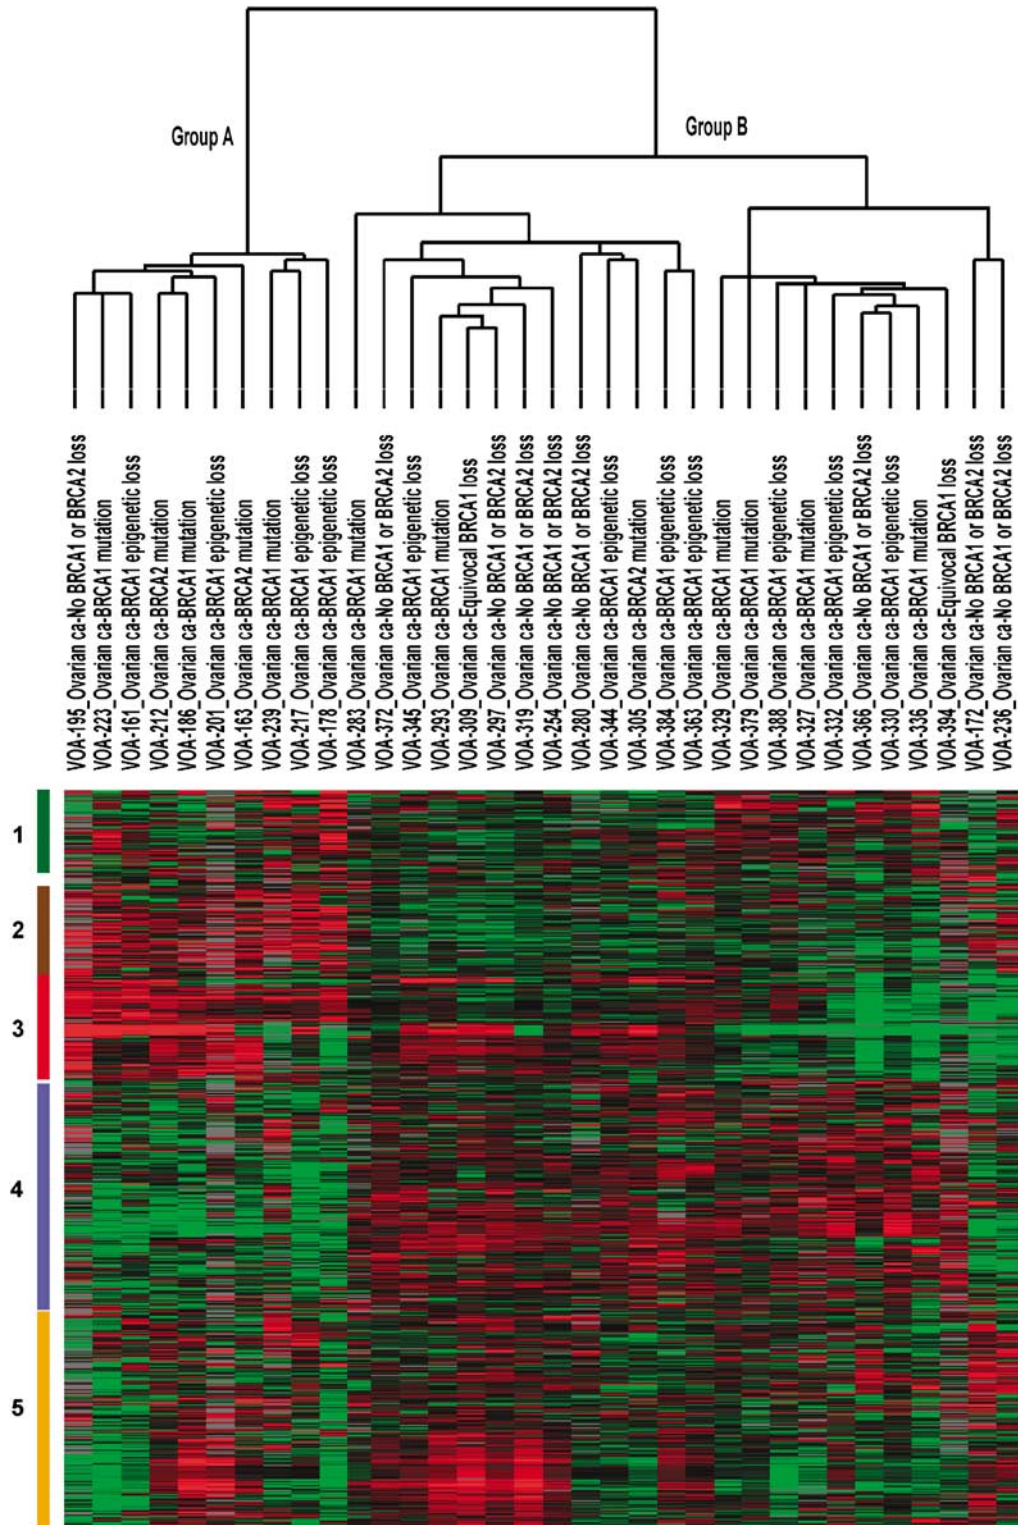 Group A
Group B
VOA-195_Ovarian ca-No BRCA1 or BRCA2 loss
VOA-223_Ovarian ca-BRCA1 mutation
VOA-161_Ovarian ca-BRCA1 epigenetic loss
VOA-212_Ovarian ca-BRCA2 mutation
VOA-186_Ovarian ca-BRCA1 mutation
VOA-201_Ovarian ca-BRCA1 epigenetic loss
VOA-163_Ovarian ca-BRCA2 mutation
VOA-239_Ovarian ca-BRCA1 mutation
VOA-217_Ovarian ca-BRCA1 epigenetic loss
VOA-178_Ovarian ca-BRCA1 epigenetic loss
VOA-283_Ovarian ca-BRCA1 mutation
VOA-372_Ovarian ca-No BRCA1 or BRCA2 loss
VOA-345_Ovarian ca-BRCA1 epigenetic loss
VOA-293_Ovarian ca-BRCA1 mutation
VOA-309_Ovarian ca-Equivocal BRCA1 loss
VOA-297_Ovarian ca-No BRCA1 or BRCA2 loss
VOA-319_Ovarian ca-No BRCA1 or BRCA2 loss
VOA-254_Ovarian ca-No BRCA1 or BRCA2 loss
VOA-280_Ovarian ca-No BRCA1 or BRCA2 loss
VOA-344_Ovarian ca-BRCA1 epigenetic loss
VOA-305_Ovarian ca-BRCA2 mutation
VOA-384_Ovarian ca-BRCA1 epigenetic loss
VOA-363_Ovarian ca-BRCA1 epigenetic loss
VOA-329_Ovarian ca-BRCA1 mutation
VOA-379_Ovarian ca-BRCA1 mutation
VOA-388_Ovarian ca-BRCA1 epigenetic loss
VOA-327_Ovarian ca-BRCA1 mutation
VOA-332_Ovarian ca-BRCA1 epigenetic loss
VOA-366_Ovarian ca-No BRCA1 or BRCA2 loss
VOA-330_Ovarian ca-BRCA1 epigenetic loss
VOA-336_Ovarian ca-BRCA1 mutation
VOA-394_Ovarian ca-Equivocal BRCA1 loss
VOA-172_Ovarian ca-No BRCA1 or BRCA2 loss
VOA-236_Ovarian ca-No BRCA1 or BRCA2 loss
1
2
3
4
5